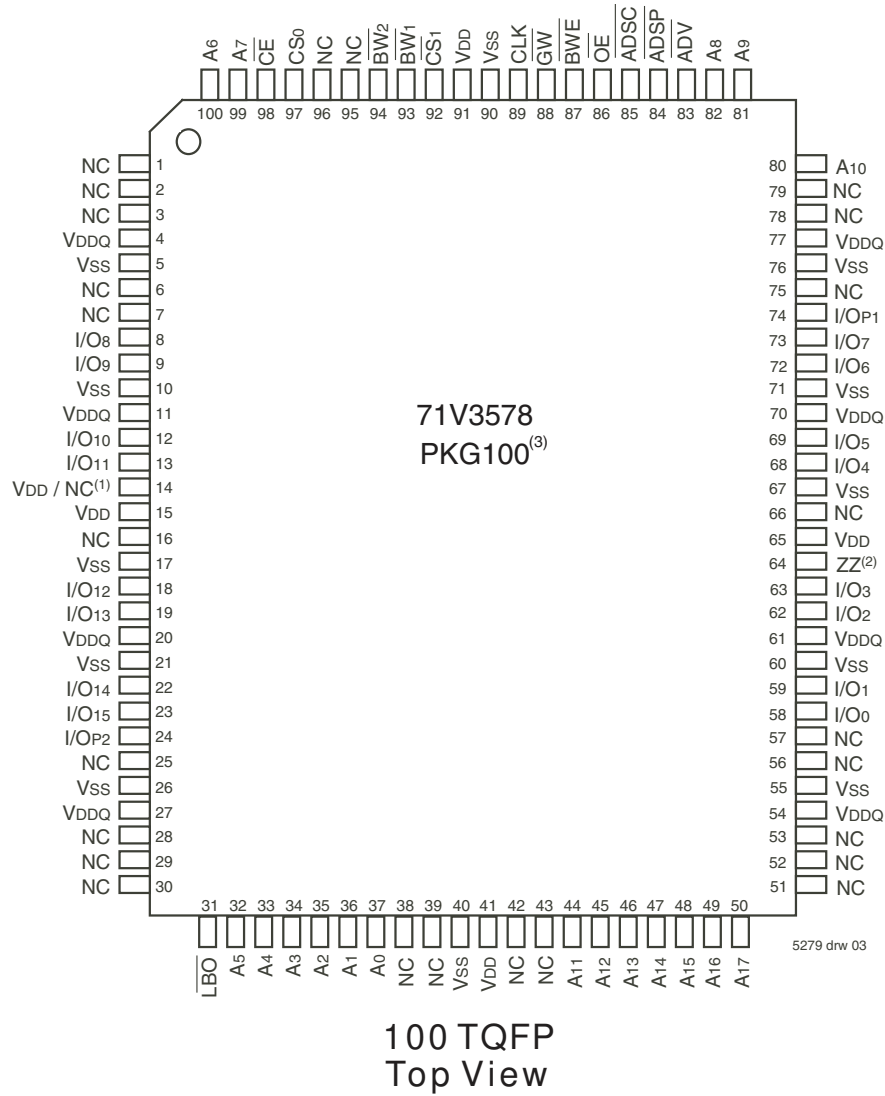 A6 A7 CE CS0 NC NC BW2 BW1 CS1 VDD VSS CLK GW BWE OE ADSC ADSP ADV A8 A9
100 99 98 97 96 95 94 93 92 91 90 89 88 87 86 85 84 83 82 81
NC 1
NC 2
NC 3
VDDQ 4
VSS 5
NC 6
NC 7
I/O8 8
I/O9 9
VSS 10
VDDQ 11
I/O10 12
I/O11 13
VDD / NC(1) 14
VDD 15
NC 16
VSS 17
I/O12 18
I/O13 19
VDDQ 20
VSS 21
I/O14 22
I/O15 23
I/OP2 24
NC 25
VSS 26
VDDQ 27
NC 28
NC 29
NC 30
71V3578
PKG100(3)
80 A10
79 NC
78 NC
77 VDDQ
76 VSS
75 NC
74 I/OP1
73 I/O7
72 I/O6
71 VSS
70 VDDQ
69 I/O5
68 I/O4
67 VSS
66 NC
65 VDD
64 ZZ(2)
63 I/O3
62 I/O2
61 VDDQ
60 VSS
59 I/O1
58 I/O0
57 NC
56 NC
55 VSS
54 VDDQ
53 NC
52 NC
51 NC
31 32 33 34 35 36 37 38 39 40 41 42 43 44 45 46 47 48 49 50
LBO A5 A4 A3 A2 A1 A0 NC NC VSS VDD NC NC A11 A12 A13 A14 A15 A16 A17
5279 drw 03
100 TQFP
Top View